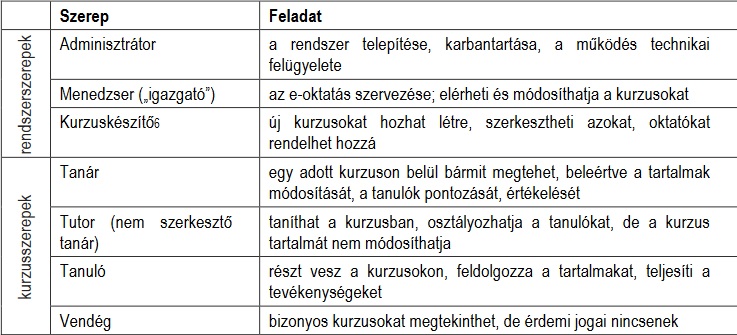 Szerep Feladat
rendszerszerepek
Adminisztrátor a rendszer telepítése, karbantartása, a működés technikai
felügyelete
Menedzser („igazgató”) az e-oktatás szervezése; elérheti és módosíthatja a kurzusokat
Kurzuskészítő6 új kurzusokat hozhat létre, szerkesztheti azokat, oktatókat
rendelhet hozzá
kurzusszerepek
Tanár egy adott kurzuson belül bármit megtehet, beleértve a tartalmak
módosítását, a tanulók pontozását, értékelését
Tutor (nem szerkesztő taníthat a kurzusban, osztályozhatja a tanulókat, de a kurzus
tanár) tartalmát nem módosíthatja
Tanuló részt vesz a kurzusokon, feldolgozza a tartalmakat, teljesíti a
tevékenységeket
Vendég bizonyos kurzusokat megtekinthet, de érdemi jogai nincsenek